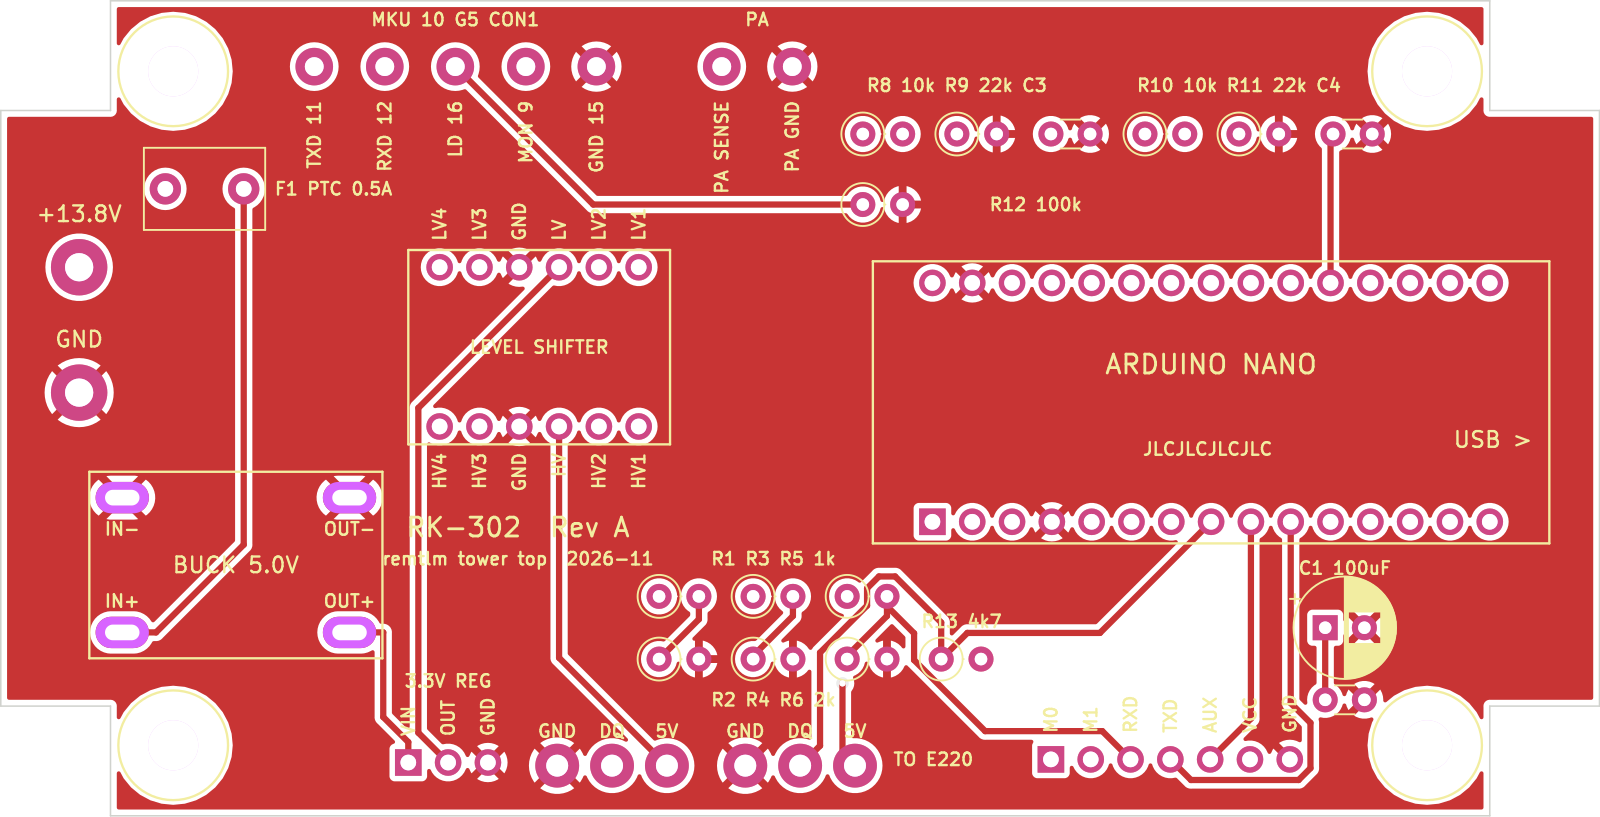 MKU 10 G5 CON1
PA
TXD 11
RXD 12
LD 16
MON 9
GND 15
PA SENSE
PA GND
R8 10k R9 22k C3
R10 10k R11 22k C4
F1 PTC 0.5A
R12 100k
+13.8V
GND
LV4
LV3
GND
LV
LV2
LV1
LEVEL SHIFTER
HV4
HV3
GND
HV
HV2
HV1
ARDUINO NANO
USB >
JLCJLCJLCJLC
IN-
OUT-
BUCK 5.0V
IN+
OUT+
RK-302 Rev A
remtlm tower top 2026-11
R1 R3 R5 1k
R13 4k7
R2 R4 R6 2k
C1 100uF
+
3.3V REG
VIN
OUT
GND
GND
DQ
5V
GND
DQ
5V
TO E220
M0
M1
RXD
TXD
AUX
VCC
GND